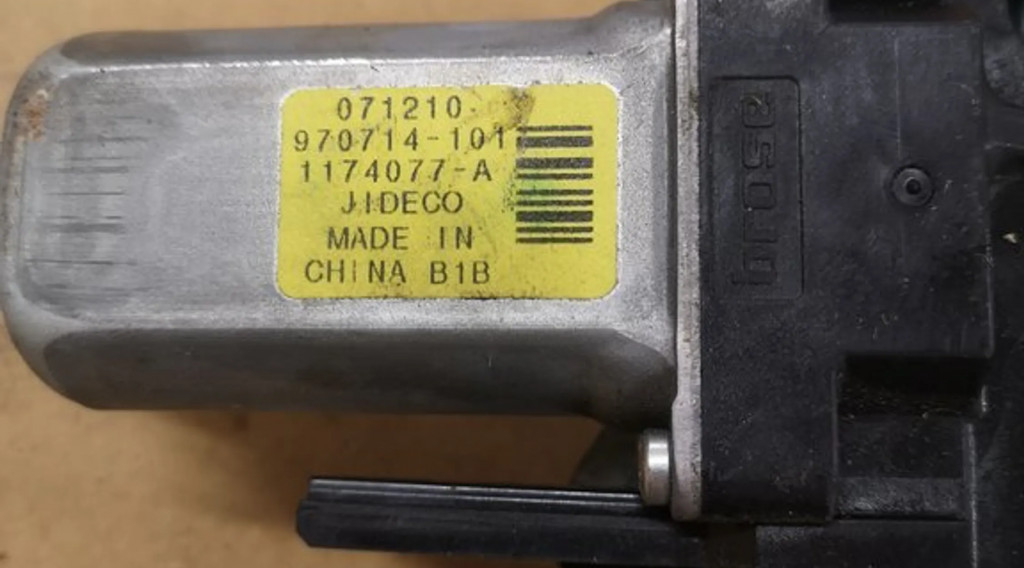 071210
970714-101
1174077-A
JIDECO
MADE IN
CHINA B1B
brose